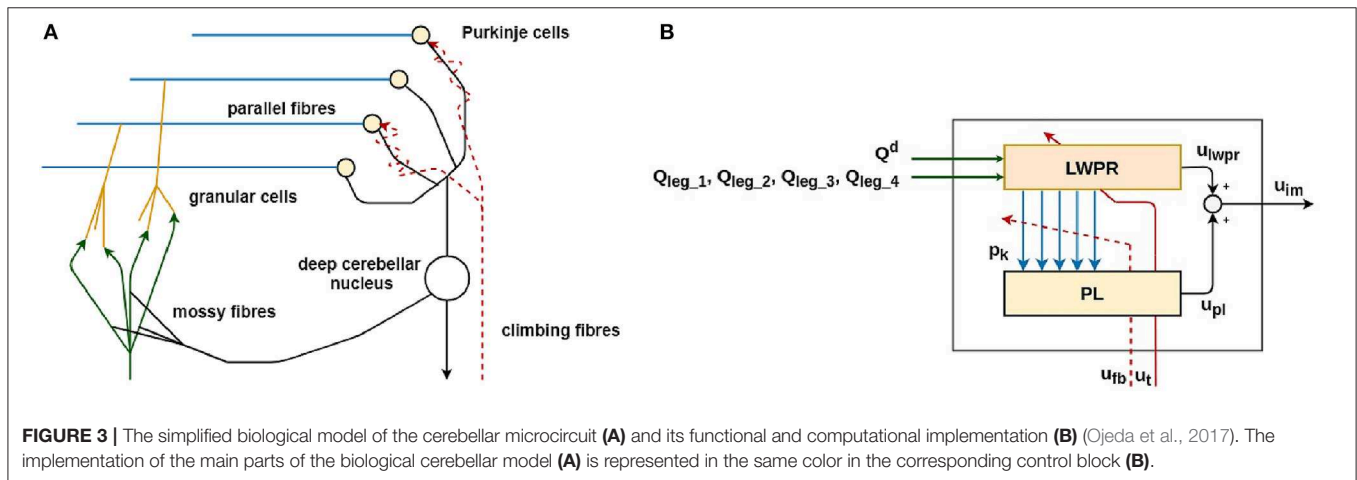 A
Purkinje cells
parallel fibres
granular cells
deep cerebellar
nucleus
mossy fibres
climbing fibres
B
Q^d
Q_leg_1, Q_leg_2, Q_leg_3, Q_leg_4
LWPR
u_lwpr
+
u_im
+
p_k
PL
u_pl
u_fb u_t
FIGURE 3 | The simplified biological model of the cerebellar microcircuit (A) and its functional and computational implementation (B) (Ojeda et al., 2017). The
implementation of the main parts of the biological cerebellar model (A) is represented in the same color in the corresponding control block (B).